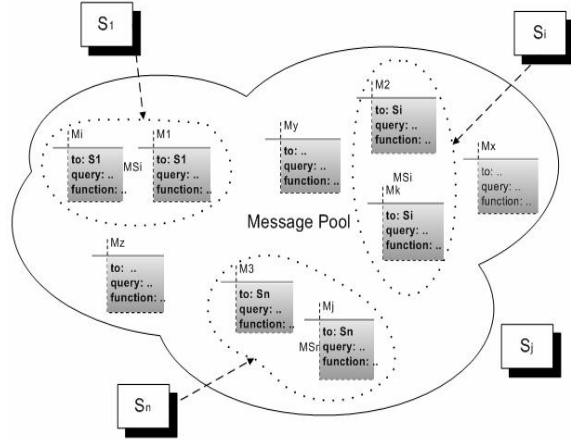 S1
Si
Mi
to: S1
query: ..
function: ..
MSi
M1
to: S1
query: ..
function: ..
My
to: ..
query: ..
function: ..
M2
to: Si
query: ..
function: ..
MSi
Mk
to: Si
query: ..
function: ..
Mx
to: ..
query: ..
function: ..
Message Pool
Mz
to: ..
query: ..
function: ..
M3
to: Sn
query: ..
function: ..
MSn
Mj
to: Sn
query: ..
function: ..
Sj
Sn